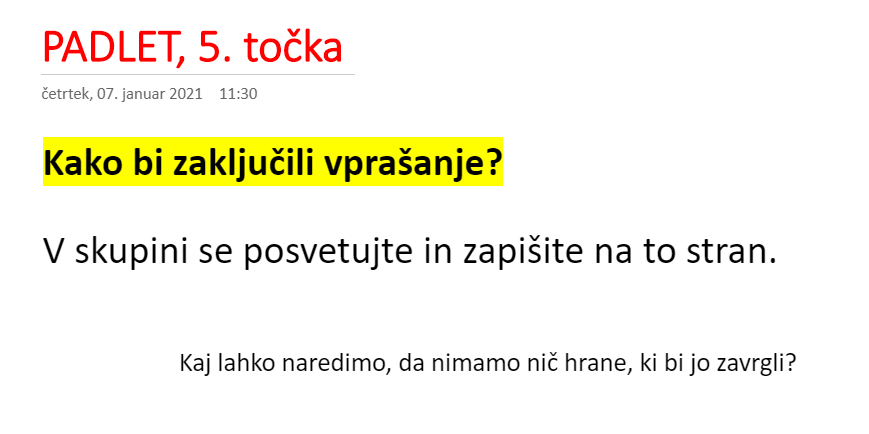 PADLET, 5. točka
četrtek, 07. januar 2021 11:30
Kako bi zaključili vprašanje?
V skupini se posvetujte in zapišite na to stran.
Kaj lahko naredimo, da nimamo nič hrane, ki bi jo zavrgli?